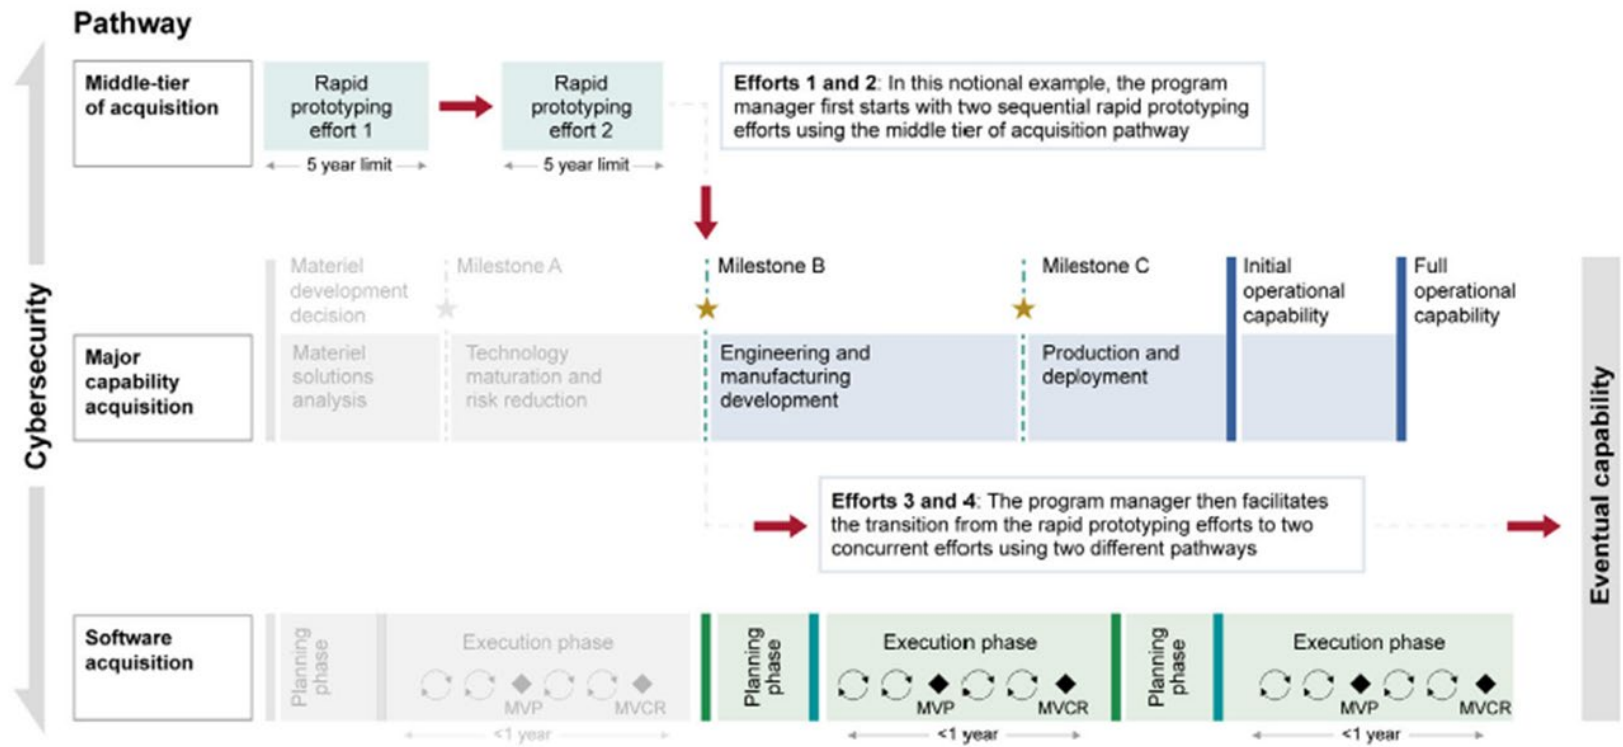 Pathway
Cybersecurity
Middle-tier
of acquisition
Rapid
prototyping
effort 1
5 year limit
Rapid
prototyping
effort 2
5 year limit
Efforts 1 and 2: In this notional example, the program
manager first starts with two sequential rapid prototyping
efforts using the middle tier of acquisition pathway
Major
capability
acquisition
Materiel
development
decision
Milestone A
Milestone B
Milestone C
Initial
operational
capability
Full
operational
capability
Materiel
solutions
analysis
Technology
maturation and
risk reduction
Engineering and
manufacturing
development
Production and
deployment
Efforts 3 and 4: The program manager then facilitates
the transition from the rapid prototyping efforts to two
concurrent efforts using two different pathways
Software
acquisition
Planning
phase
Execution phase
MVP
MVCR
<1 year
Planning
phase
Execution phase
MVP
MVCR
<1 year
Planning
phase
Execution phase
MVP
MVCR
<1 year
Eventual capability